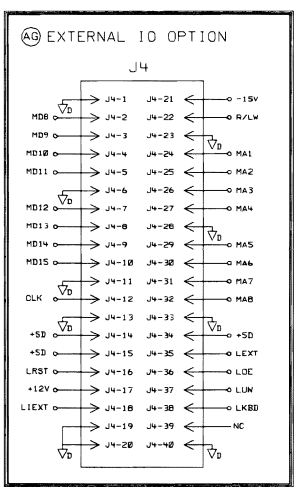 AG EXTERNAL IO OPTION
J4
D J4-1 J4-21 -15V
MD8 J4-2 J4-22 R/LW
MD9 J4-3 J4-23 D
MD10 J4-4 J4-24 MA1
MD11 J4-5 J4-25 MA2
D J4-6 J4-26 MA3
MD12 J4-7 J4-27 MA4
MD13 J4-8 J4-28 D
MD14 J4-9 J4-29 MA5
MD15 J4-10 J4-30 MA6
D J4-11 J4-31 MA7
CLK J4-12 J4-32 MA8
D J4-13 J4-33 D
+5D J4-14 J4-34 +5D
+5D J4-15 J4-35 LEXT
LRST J4-16 J4-36 LOE
+12V J4-17 J4-37 LUW
LIEXT J4-18 J4-38 LKBD
J4-19 J4-39 NC
D J4-20 J4-40 D